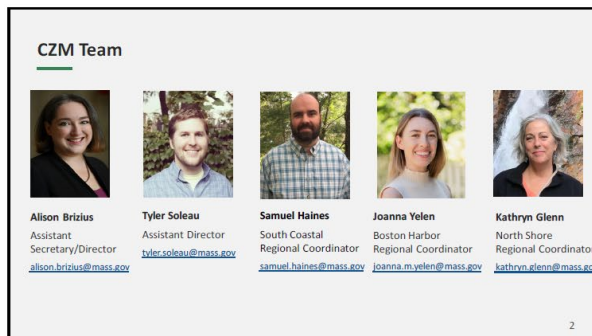 CZM Team
Alison Brizius
Assistant
Secretary/Director
alison.brizius@mass.gov
Tyler Soleau
Assistant Director
tyler.soleau@mass.gov
Samuel Haines
South Coastal
Regional Coordinator
samuel.haines@mass.gov
Joanna Yelen
Boston Harbor
Regional Coordinator
joanna.m.yelen@mass.gov
Kathryn Glenn
North Shore
Regional Coordinator
kathryn.glenn@mass.go
2